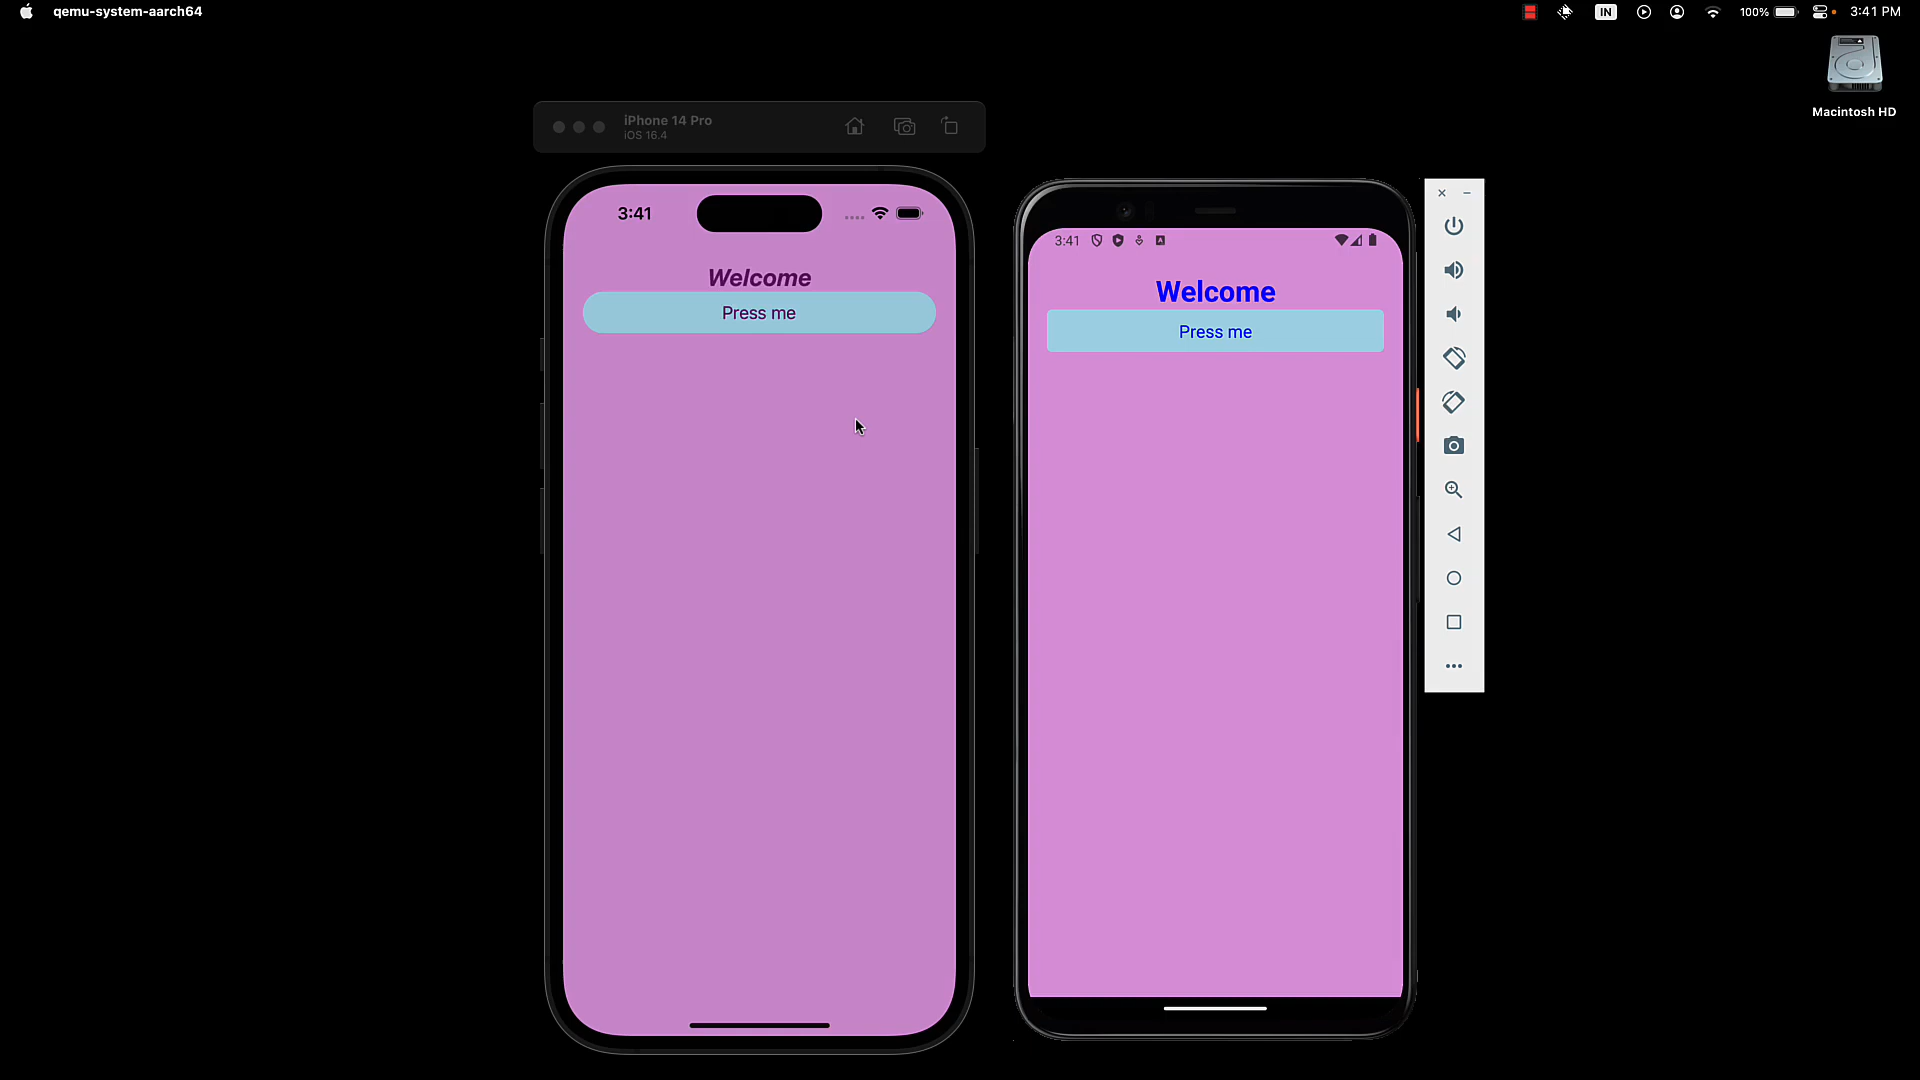 qemu-system-aarch64
IN
100%
3:41 PM
Macintosh HD
iPhone 14 Pro
iOS 16.4
3:41
Welcome
Press me
3:41
A
Welcome
Press me